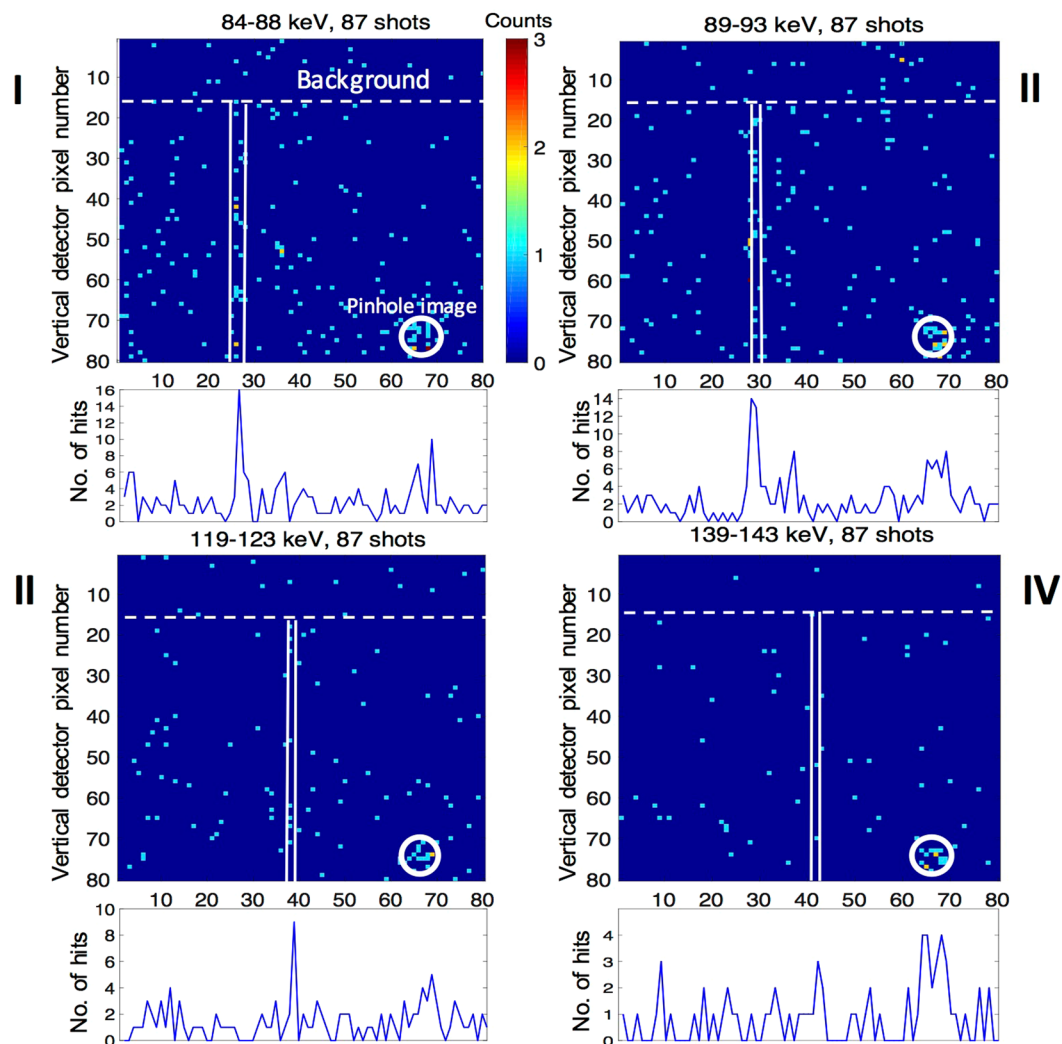 84-88 keV, 87 shots
Counts
89-93 keV, 87 shots
I
II
Background
Pinhole image
Vertical detector pixel number
10
20
30
40
50
60
70
80
3
2
1
0
Vertical detector pixel number
10
20
30
40
50
60
70
80
10 20 30 40 50 60 70 80
10 20 30 40 50 60 70 80
No. of hits
16
14
12
10
8
6
4
2
0
No. of hits
14
12
10
8
6
4
2
0
119-123 keV, 87 shots
139-143 keV, 87 shots
II
IV
Vertical detector pixel number
10
20
30
40
50
60
70
80
Vertical detector pixel number
10
20
30
40
50
60
70
80
10 20 30 40 50 60 70 80
10 20 30 40 50 60 70 80
No. of hits
10
8
6
4
2
0
No. of hits
4
3
2
1
0